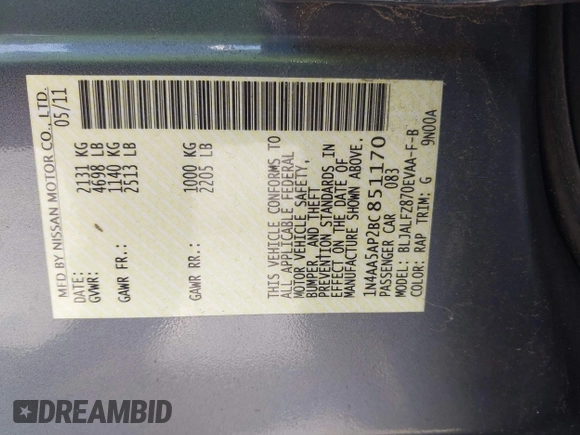 MFD BY NISSAN MOTOR CO., LTD.
DATE: 05/11
GVWR: 2131 KG
4698 LB
GAWR FR.: 1140 KG
2513 LB
GAWR RR.: 1000 KG
2205 LB
THIS VEHICLE CONFORMS TO
ALL APPLICABLE FEDERAL
MOTOR VEHICLE SAFETY,
BUMPER, AND THEFT
PREVENTION STANDARDS IN
EFFECT ON THE DATE OF
MANUFACTURE SHOWN ABOVE.
1N4AA5AP2BC851170
PASSENGER CAR 083
MODEL: BLJALFZ870EVAA-F-B
COLOR: RAP TRIM: G 9N00A
DREAMBID